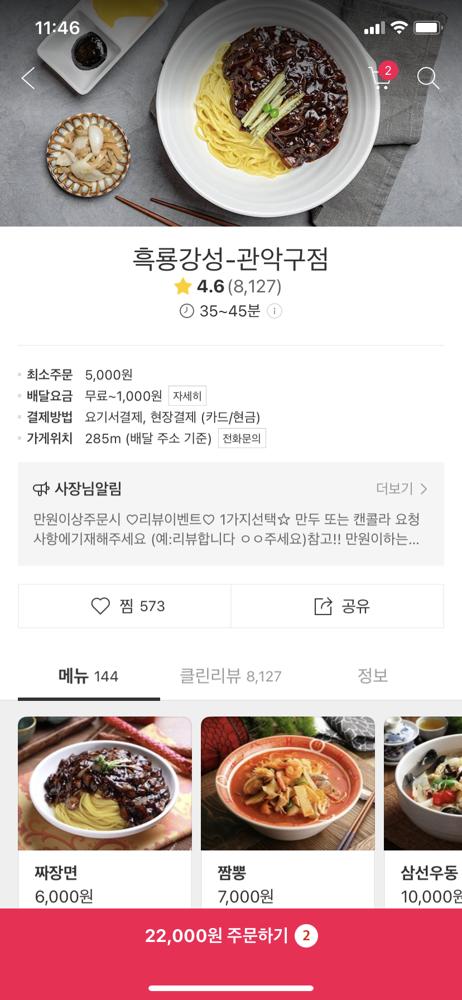 11:46
2
흑룡강성-관악구점
4.6(8,127)
35~45분
최소주문 5,000원
배달요금 무료~1,000원 자세히
결제방법 요기서결제, 현장결제 (카드/현금)
가게위치 285m (배달 주소 기준) 전화문의
사장님알림 더보기
만원이상주문시 ♡리뷰이벤트♡ 1가지선택☆ 만두 또는 캔콜라 요청
사항에기재해주세요 (예:리뷰합니다 ㅇㅇ주세요)참고!! 만원이하는...
찜 573 공유
메뉴 144 클린리뷰 8,127 정보
짜장면 짬뽕 삼선우동
6,000원 7,000원 10,000원
22,000원 주문하기 2